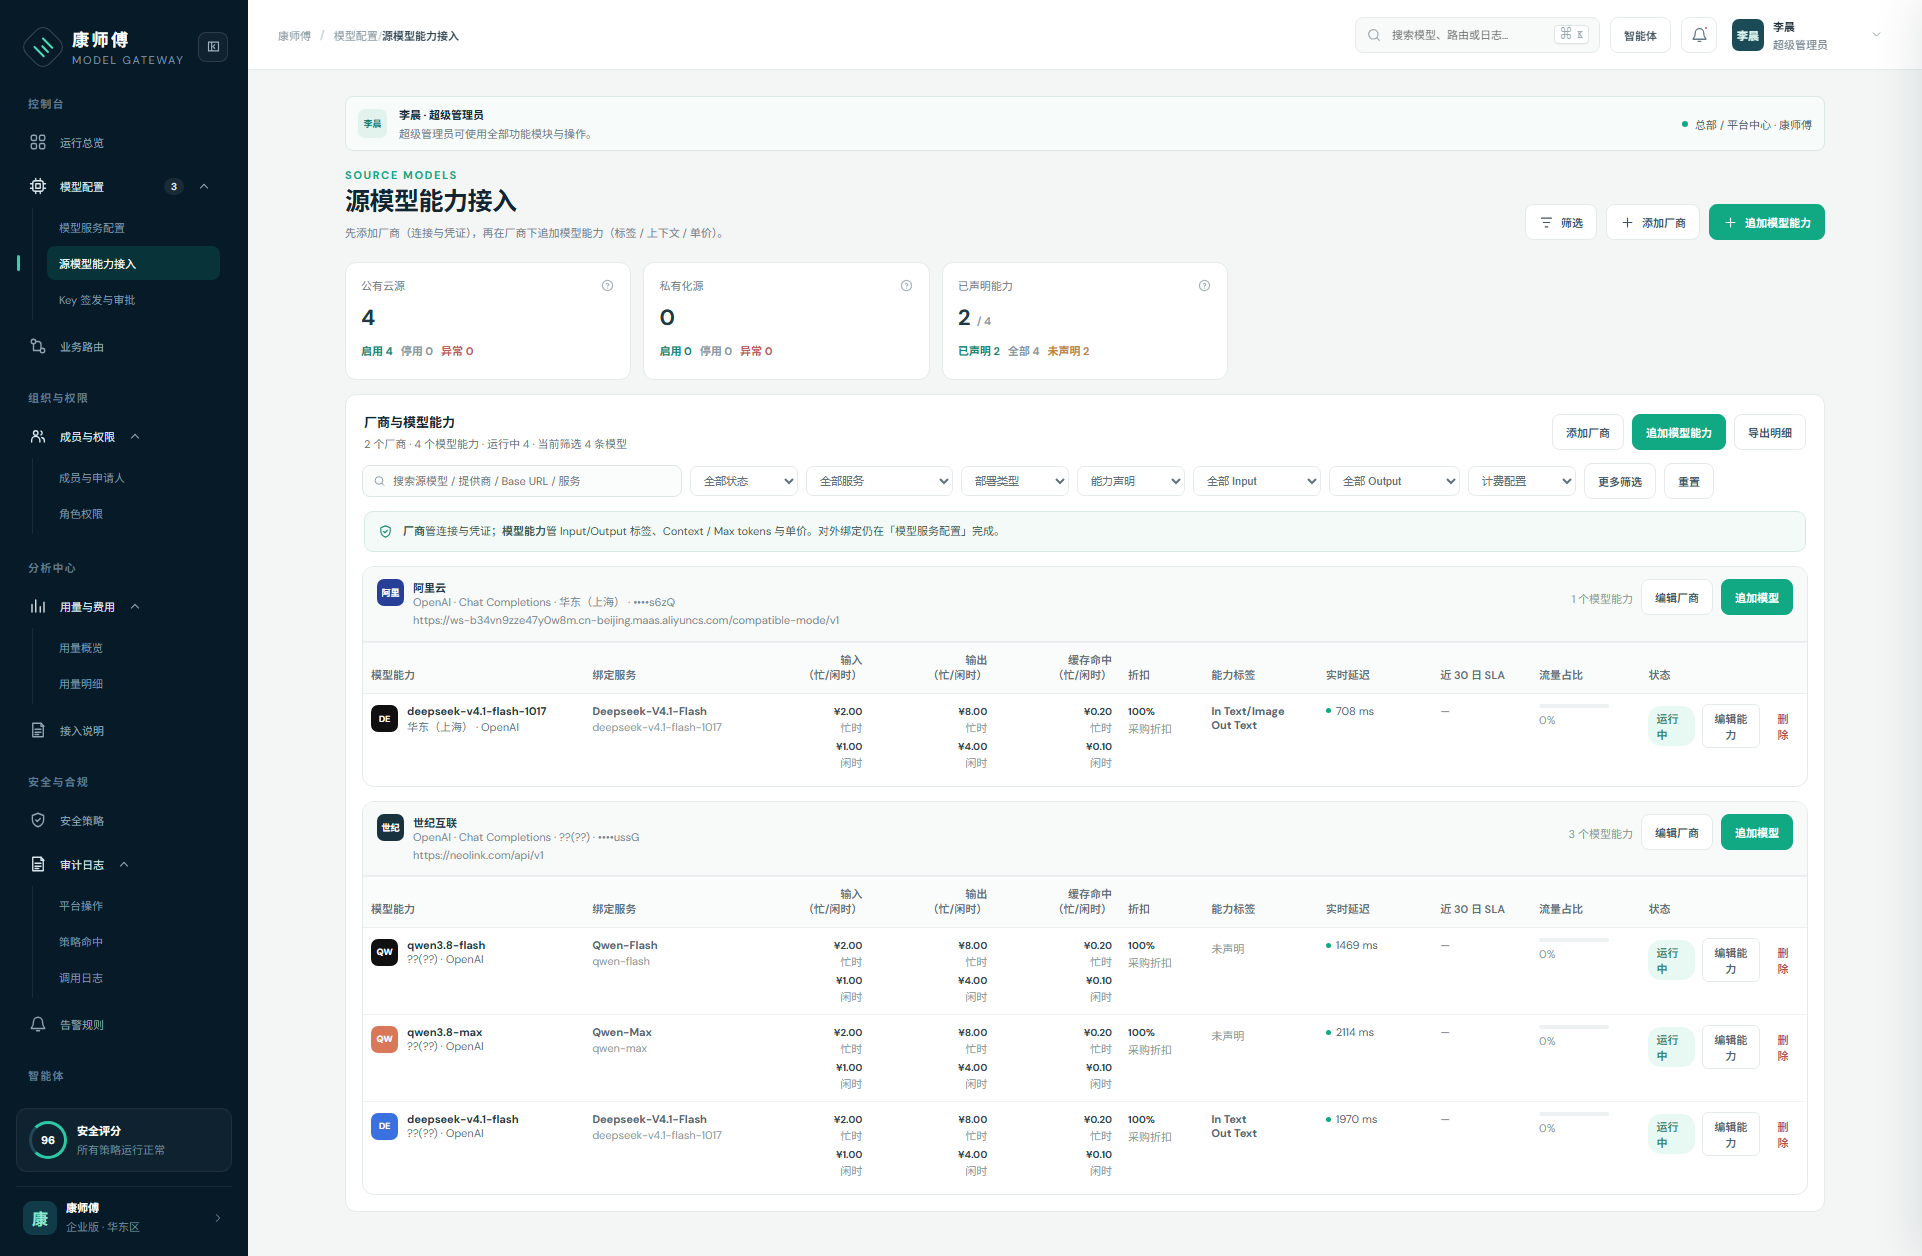 康师傅
MODEL GATEWAY
控制台
运行总览
模型配置 3
模型服务配置
源模型能力接入
Key 签发与审批
业务路由
组织与权限
成员与权限
成员与申请人
角色权限
分析中心
用量与费用
用量概览
用量明细
接入说明
安全与合规
安全策略
审计日志
平台操作
策略命中
调用日志
告警规则
智能体
96
安全评分
所有策略运行正常
康
康师傅
企业版 · 华东区
康师傅 / 模型配置/源模型能力接入
搜索模型、路由或日志... ⌘ K
智能体
李晨
李晨
超级管理员
李晨
李晨 · 超级管理员
超级管理员可使用全部功能模块与操作。
总部 / 平台中心 · 康师傅
SOURCE MODELS
源模型能力接入
先添加厂商（连接与凭证），再在厂商下追加模型能力（标签 / 上下文 / 单价）。
筛选
添加厂商
追加模型能力
公有云源
4
启用 4 停用 0 异常 0
私有化源
0
启用 0 停用 0 异常 0
已声明能力
2 / 4
已声明 2 全部 4 未声明 2
厂商与模型能力
2 个厂商 · 4 个模型能力 · 运行中 4 · 当前筛选 4 条模型
添加厂商
追加模型能力
导出明细
搜索源模型 / 提供商 / Base URL / 服务
全部状态
全部服务
部署类型
能力声明
全部 Input
全部 Output
计费配置
更多筛选
重置
厂商管连接与凭证；模型能力管 Input/Output 标签、Context / Max tokens 与单价。对外绑定仍在「模型服务配置」完成。
阿里
阿里云
OpenAI · Chat Completions · 华东（上海） · ••••s6zQ
https://ws-b34vn9zze47y0w8m.cn-beijing.maas.aliyuncs.com/compatible-mode/v1
1 个模型能力
编辑厂商
追加模型
模型能力 绑定服务 输入（忙/闲时） 输出（忙/闲时） 缓存命中（忙/闲时） 折扣 能力标签 实时延迟 近 30 日 SLA 流量占比 状态
DE deepseek-v4.1-flash-1017 Deepseek-V4.1-Flash ¥2.00 ¥8.00 ¥0.20 100% In Text/Image 708 ms — 0% 运行中 编辑能力 删除
华东（上海） · OpenAI deepseek-v4.1-flash-1017 忙时 忙时 忙时 采购折扣 Out Text
¥1.00 ¥4.00 ¥0.10
闲时 闲时 闲时
世纪
世纪互联
OpenAI · Chat Completions · ??(??) · ••••ussG
https://neolink.com/api/v1
3 个模型能力
编辑厂商
追加模型
模型能力 绑定服务 输入（忙/闲时） 输出（忙/闲时） 缓存命中（忙/闲时） 折扣 能力标签 实时延迟 近 30 日 SLA 流量占比 状态
QW qwen3.8-flash Qwen-Flash ¥2.00 ¥8.00 ¥0.20 100% 未声明 1469 ms — 0% 运行中 编辑能力 删除
??(??) · OpenAI qwen-flash 忙时 忙时 忙时 采购折扣
¥1.00 ¥4.00 ¥0.10
闲时 闲时 闲时
QW qwen3.8-max Qwen-Max ¥2.00 ¥8.00 ¥0.20 100% 未声明 2114 ms — 0% 运行中 编辑能力 删除
??(??) · OpenAI qwen-max 忙时 忙时 忙时 采购折扣
¥1.00 ¥4.00 ¥0.10
闲时 闲时 闲时
DE deepseek-v4.1-flash Deepseek-V4.1-Flash ¥2.00 ¥8.00 ¥0.20 100% In Text 1970 ms — 0% 运行中 编辑能力 删除
??(??) · OpenAI deepseek-v4.1-flash-1017 忙时 忙时 忙时 采购折扣 Out Text
¥1.00 ¥4.00 ¥0.10
闲时 闲时 闲时